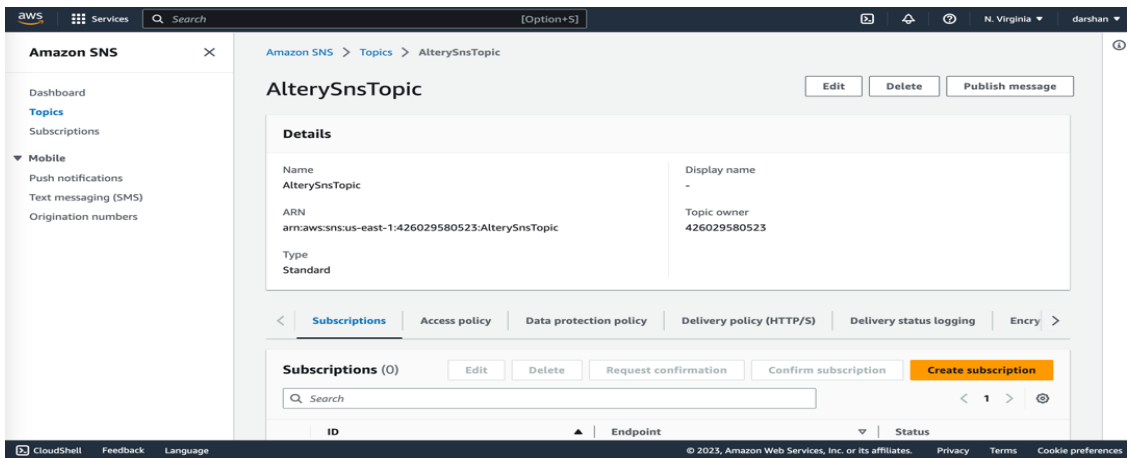 aws Services Search [Option+S] N. Virginia darshan
Amazon SNS
Dashboard
Topics
Subscriptions
Mobile
Push notifications
Text messaging (SMS)
Origination numbers
Amazon SNS > Topics > AlterySnsTopic
AlterySnsTopic
Edit Delete Publish message
Details
Name
AlterySnsTopic
ARN
arn:aws:sns:us-east-1:426029580523:AlterySnsTopic
Type
Standard
Display name
-
Topic owner
426029580523
Subscriptions Access policy Data protection policy Delivery policy (HTTP/S) Delivery status logging Encry
Subscriptions (0) Edit Delete Request confirmation Confirm subscription Create subscription
Search
1
ID Endpoint Status
CloudShell Feedback Language © 2023, Amazon Web Services, Inc. or its affiliates. Privacy Terms Cookie preferences